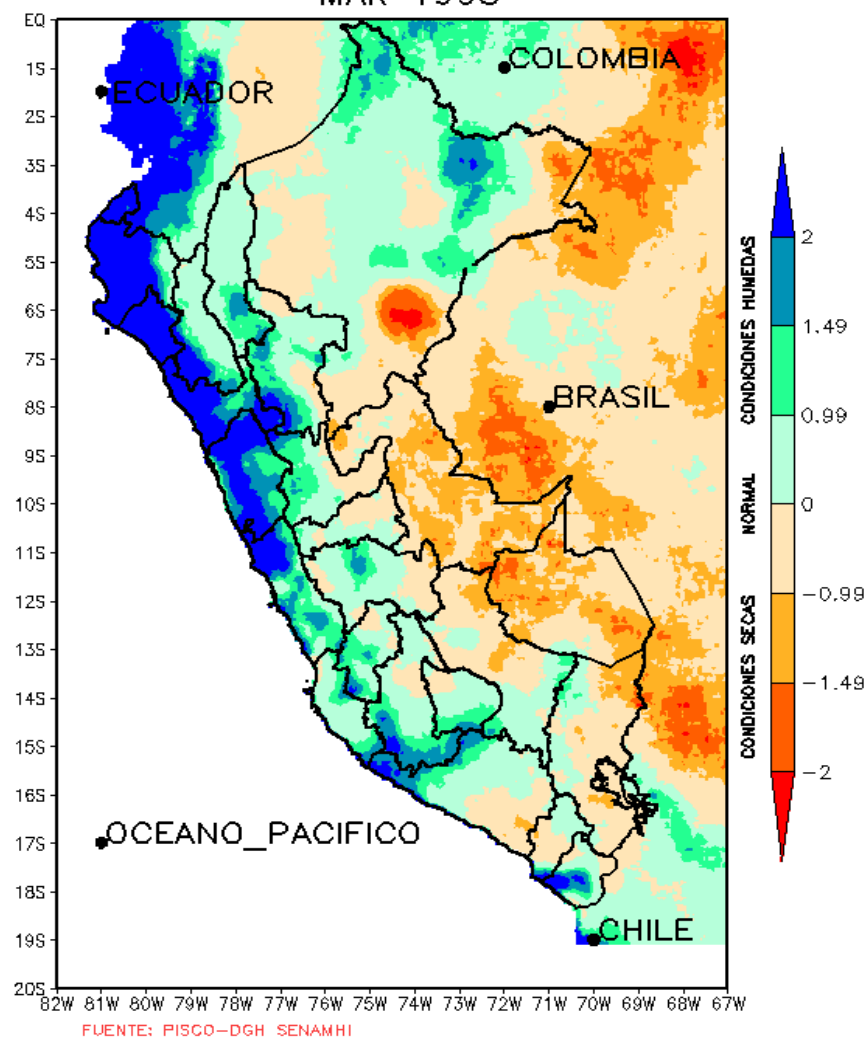 EQ
1S
2S
3S
4S
5S
6S
7S
8S
9S
10S
11S
12S
13S
14S
15S
16S
17S
18S
19S
20S
82W 81W 80W 79W 78W 77W 76W 75W 74W 73W 72W 71W 70W 69W 68W 67W
COLOMBIA
ECUADOR
BRASIL
OCEANO_PACIFICO
CHILE
CONDICIONES HUMEDAS
NORMAL
CONDICIONES SECAS
2
1.49
0.99
0
−0.99
−1.49
−2
FUENTE: PISCO−DGH SENAMHI